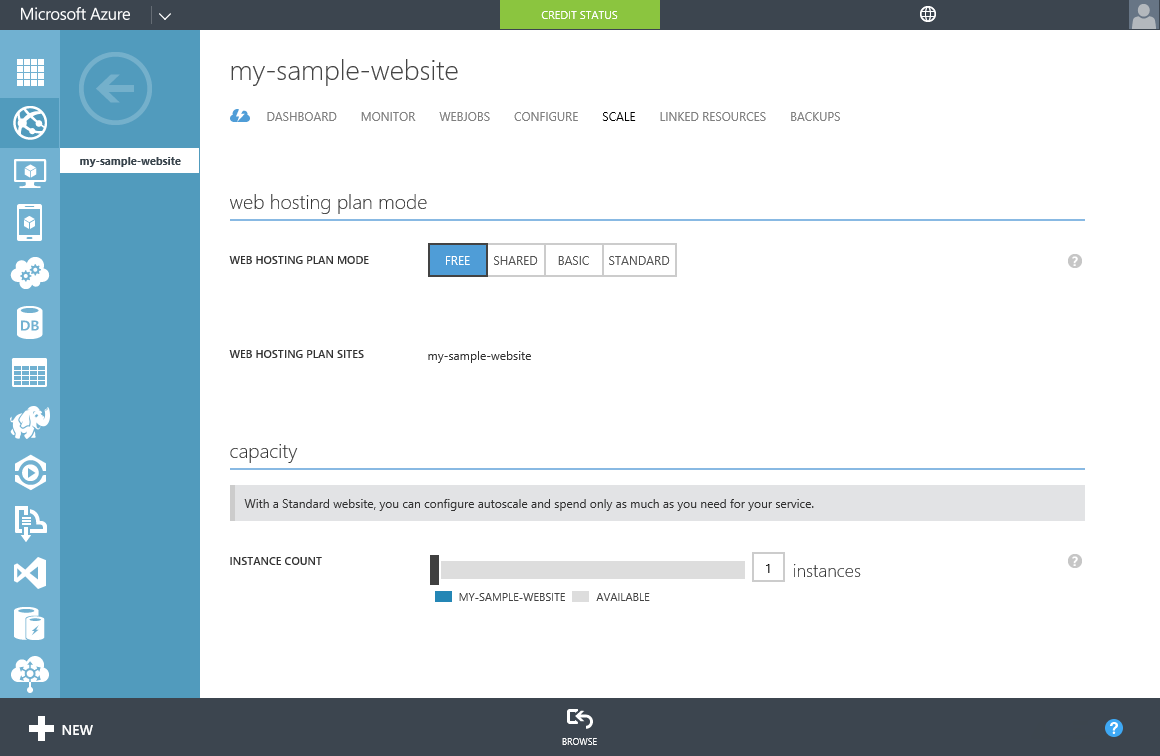 Microsoft Azure
CREDIT STATUS
my-sample-website
DASHBOARD MONITOR WEBJOBS CONFIGURE SCALE LINKED RESOURCES BACKUPS
my-sample-website
web hosting plan mode
WEB HOSTING PLAN MODE FREE SHARED BASIC STANDARD ?
DB
WEB HOSTING PLAN SITES my-sample-website
capacity
With a Standard website, you can configure autoscale and spend only as much as you need for your service.
INSTANCE COUNT 1 instances ?
MY-SAMPLE-WEBSITE AVAILABLE
NEW
BROWSE
?